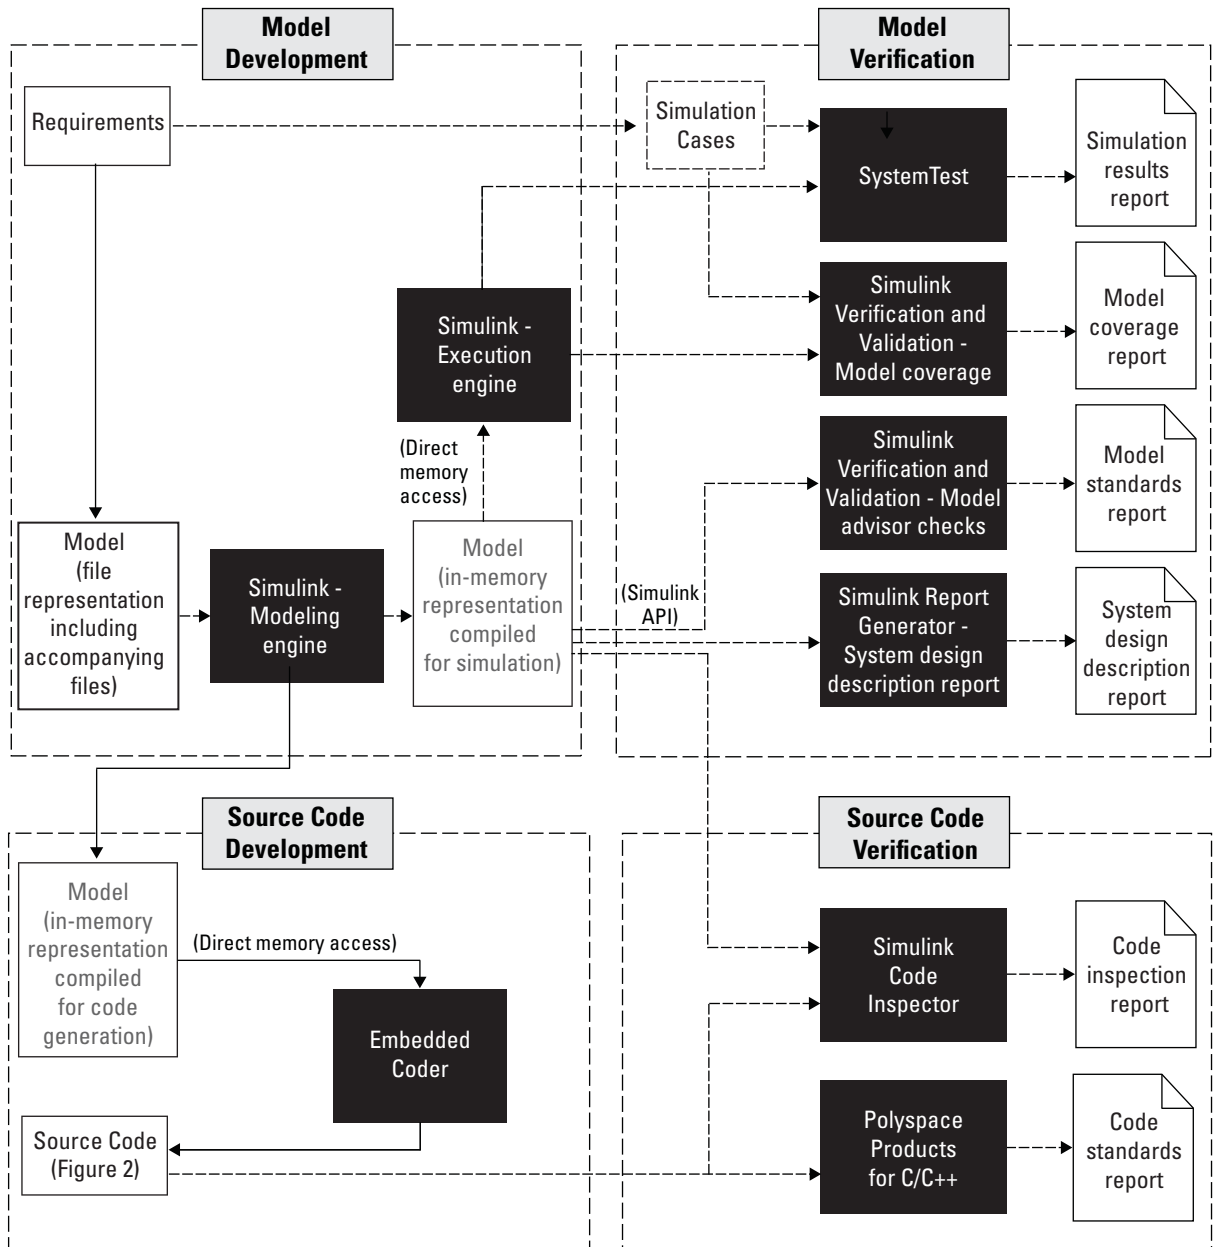 Model
Development
Model
Verification
Requirements
Simulation
Cases
SystemTest
Simulation
results
report
Simulink -
Execution
engine
Simulink
Verification and
Validation -
Model coverage
Model
coverage
report
(Direct
memory
access)
Simulink
Verification and
Validation - Model
advisor checks
Model
standards
report
Model
(file
representation
including
accompanying
files)
Simulink -
Modeling
engine
Model
(in-memory
representation
compiled
for simulation)
(Simulink
API)
Simulink Report
Generator -
System design
description report
System
design
description
report
Source Code
Development
Source Code
Verification
Model
(in-memory
representation
compiled
for code
generation)
(Direct memory access)
Embedded
Coder
Simulink
Code
Inspector
Code
inspection
report
Source Code
(Figure 2)
Polyspace
Products
for C/C++
Code
standards
report